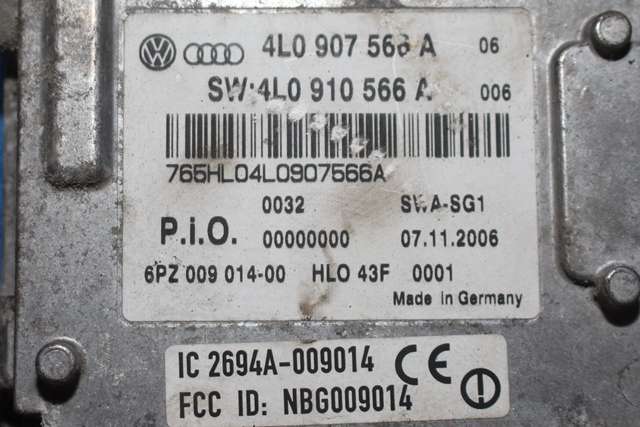 4L0 907 566 A 06
SW:4L0 910 566 A 006
765HL04L0907566A
0032 SWA-SG1
P.i.O. 00000000 07.11.2006
6PZ 009 014-00 HLO 43F 0001
Made in Germany
IC 2694A-009014 CE
FCC ID: NBG009014